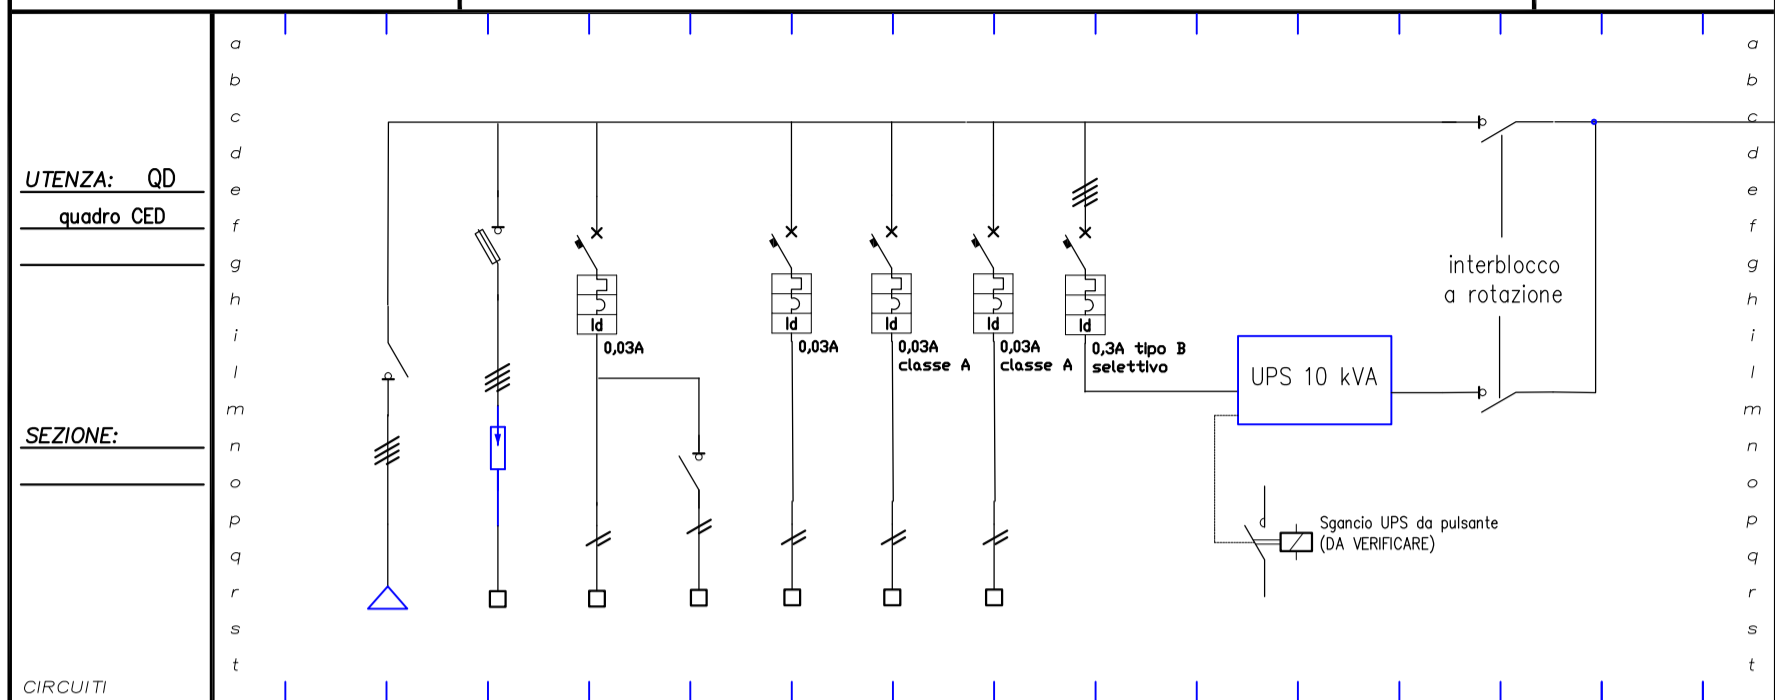 a a
b b
c c
d d
UTENZA: QD
e e
quadro CED
f f
g g
interblocco
a rotazione
h h
Id Id Id Id Id
i i
0,03A 0,03A 0,03A 0,03A 0,3A tipo B
classe A classe A selettivo
l l
UPS 10 kVA
m m
SEZIONE:
n n
o o
p p
Sgancio UPS da pulsante
(DA VERIFICARE)
q q
r r
s s
t t
CIRCUITI